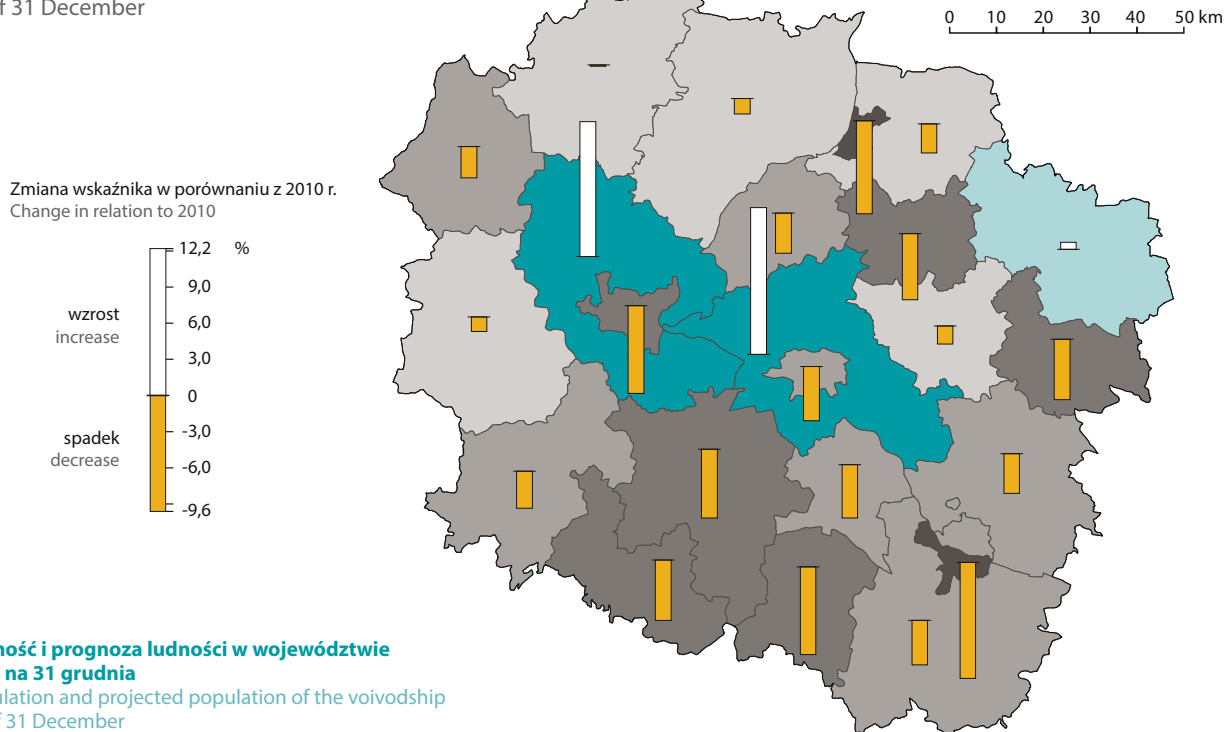 f 31 December
0 10 20 30 40 50 km
Zmiana wskaźnika w porównaniu z 2010 r.
Change in relation to 2010
12,2 %
9,0
wzrost
increase
6,0
3,0
0
-3,0
spadek
decrease
-6,0
-9,6
ność i prognoza ludności w województwie
na 31 grudnia
ulation and projected population of the voivodship
f 31 December